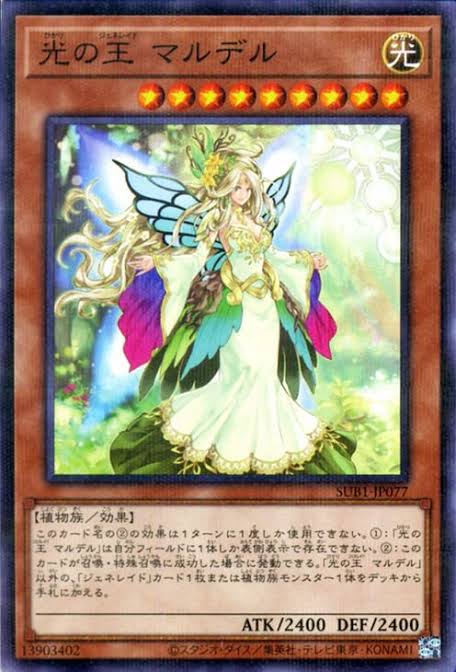 光の王 マルデル
光
SUB1-JP077
【植物族／効果】
このカード名の②の効果は１ターンに１度しか使用できない。①：「光の
王 マルデル」は自分フィールドに１体しか表側表示で存在できない。②：この
カードが召喚・特殊召喚に成功した場合に発動できる。「光の王 マルデル」
以外の、「ジェネレイド」カード１枚または植物族モンスター１体をデッキから
手札に加える。
ATK/2400 DEF/2400
13903402 ©スタジオ・ダイス／集英社・テレビ東京・KONAMI